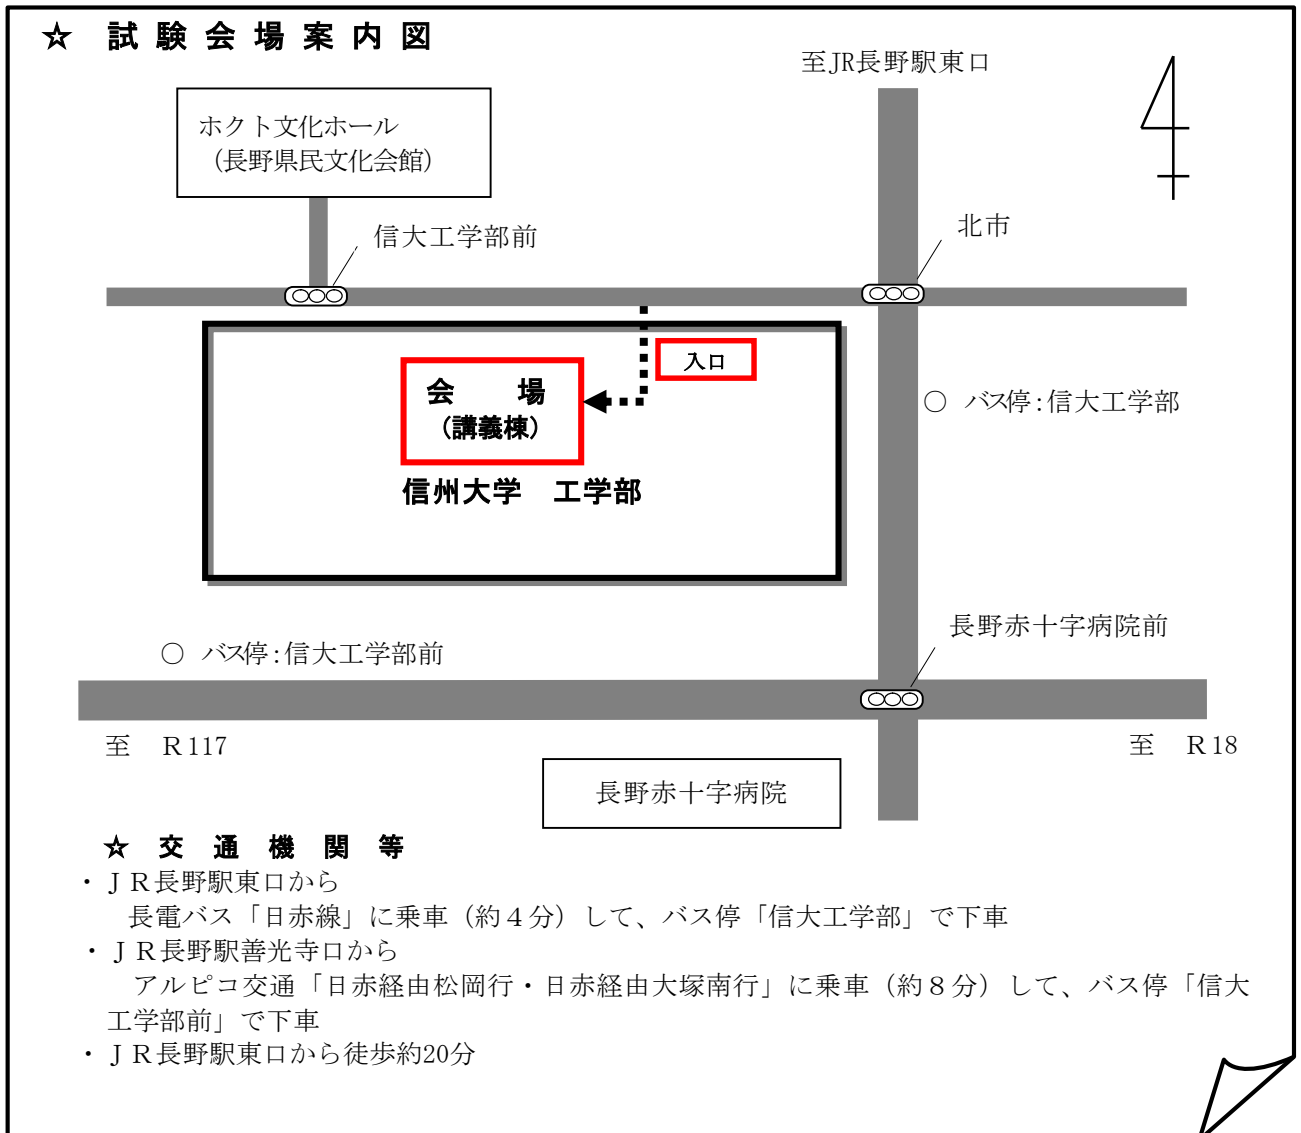 ☆ 試験会場案内図
至JR長野駅東口
ホクト文化ホール
(長野県民文化会館)
信大工学部前
北市
入口
会 場
(講義棟)
○ バス停:信大工学部
信州大学 工学部
長野赤十字病院前
○ バス停:信大工学部前
至 R117
至 R18
長野赤十字病院
☆ 交通機関等
・JR長野駅東口から
長電バス「日赤線」に乗車(約4分)して、バス停「信大工学部」で下車
・JR長野駅善光寺口から
アルピコ交通「日赤経由松岡行・日赤経由大塚南行」に乗車(約8分)して、バス停「信大
工学部前」で下車
・JR長野駅東口から徒歩約20分